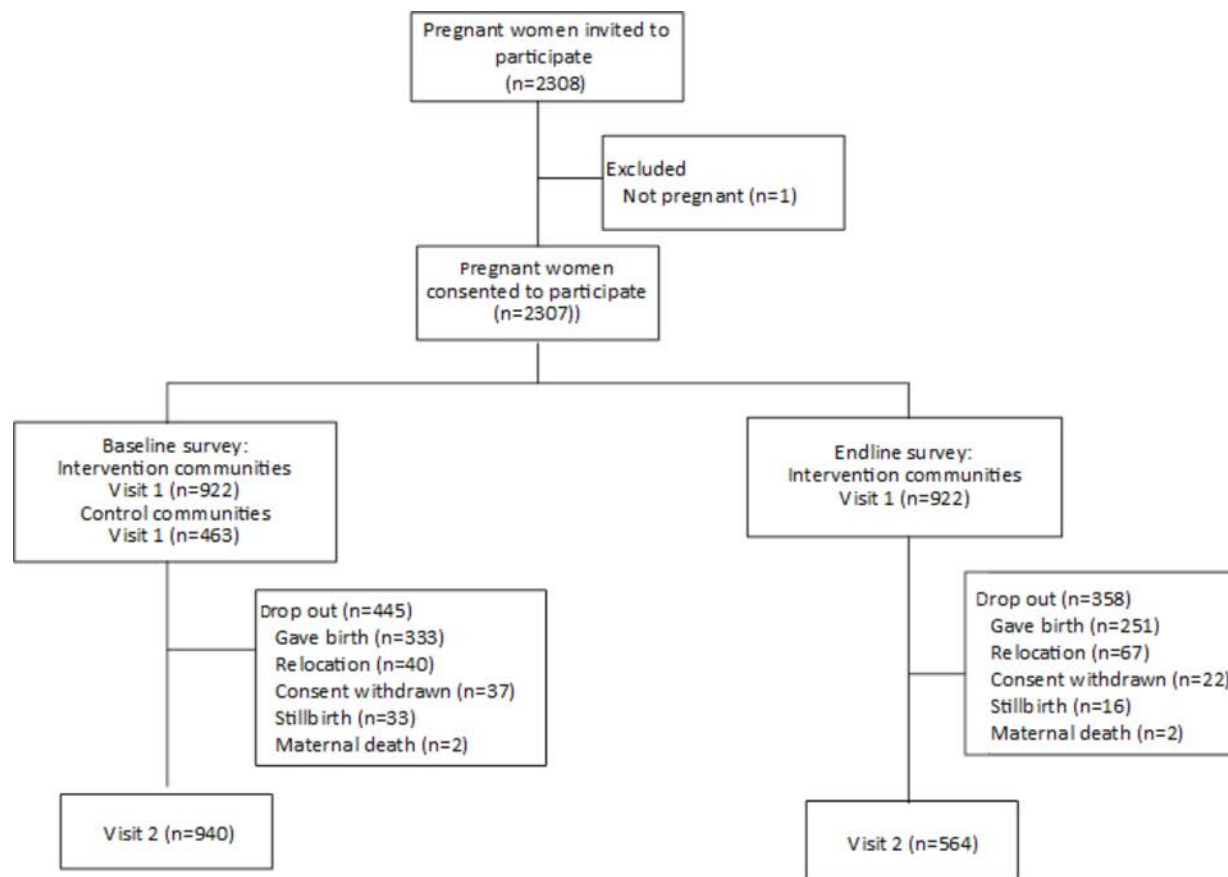 Pregnant women invited to
participate
(n=2308)
Excluded
Not pregnant (n=1)
Pregnant women
consented to participate
(n=2307))
Baseline survey:
Intervention communities
Visit 1 (n=922)
Control communities
Visit 1 (n=463)
Endline survey:
Intervention communities
Visit 1 (n=922)
Drop out (n=445)
Gave birth (n=333)
Relocation (n=40)
Consent withdrawn (n=37)
Stillbirth (n=33)
Maternal death (n=2)
Drop out (n=358)
Gave birth (n=251)
Relocation (n=67)
Consent withdrawn (n=22)
Stillbirth (n=16)
Maternal death (n=2)
Visit 2 (n=940)
Visit 2 (n=564)